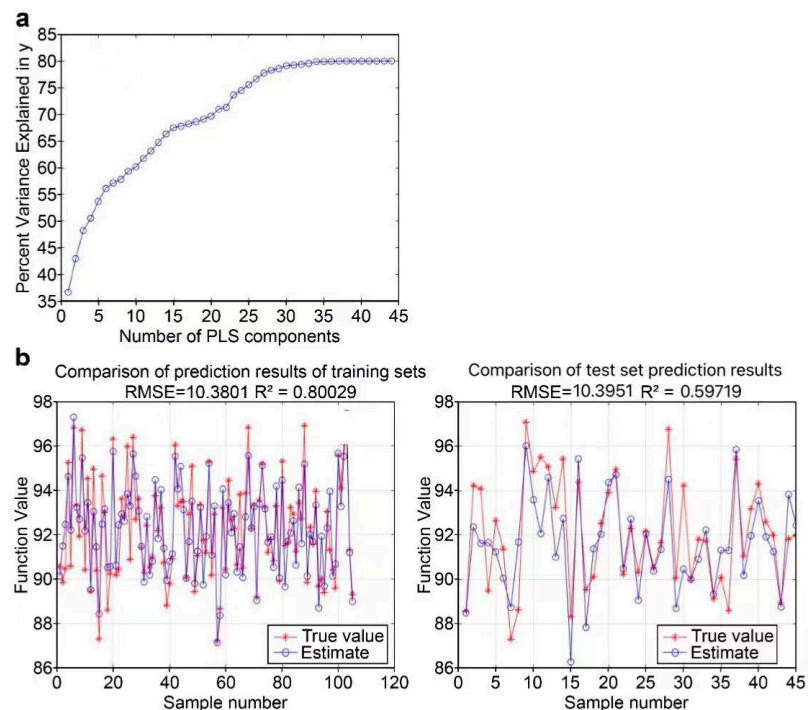 a
Percent Variance Explained in y
85
80
75
70
65
60
55
50
45
40
35
0 5 10 15 20 25 30 35 40 45
Number of PLS components
b
Comparison of prediction results of training sets
RMSE=10.3801 R² = 0.80029
Function Value
98
96
94
92
90
88
86
True value
Estimate
0 20 40 60 80 100 120
Sample number
Comparison of test set prediction results
RMSE=10.3951 R² = 0.59719
Function Value
98
96
94
92
90
88
86
True value
Estimate
0 5 10 15 20 25 30 35 40 45
Sample number